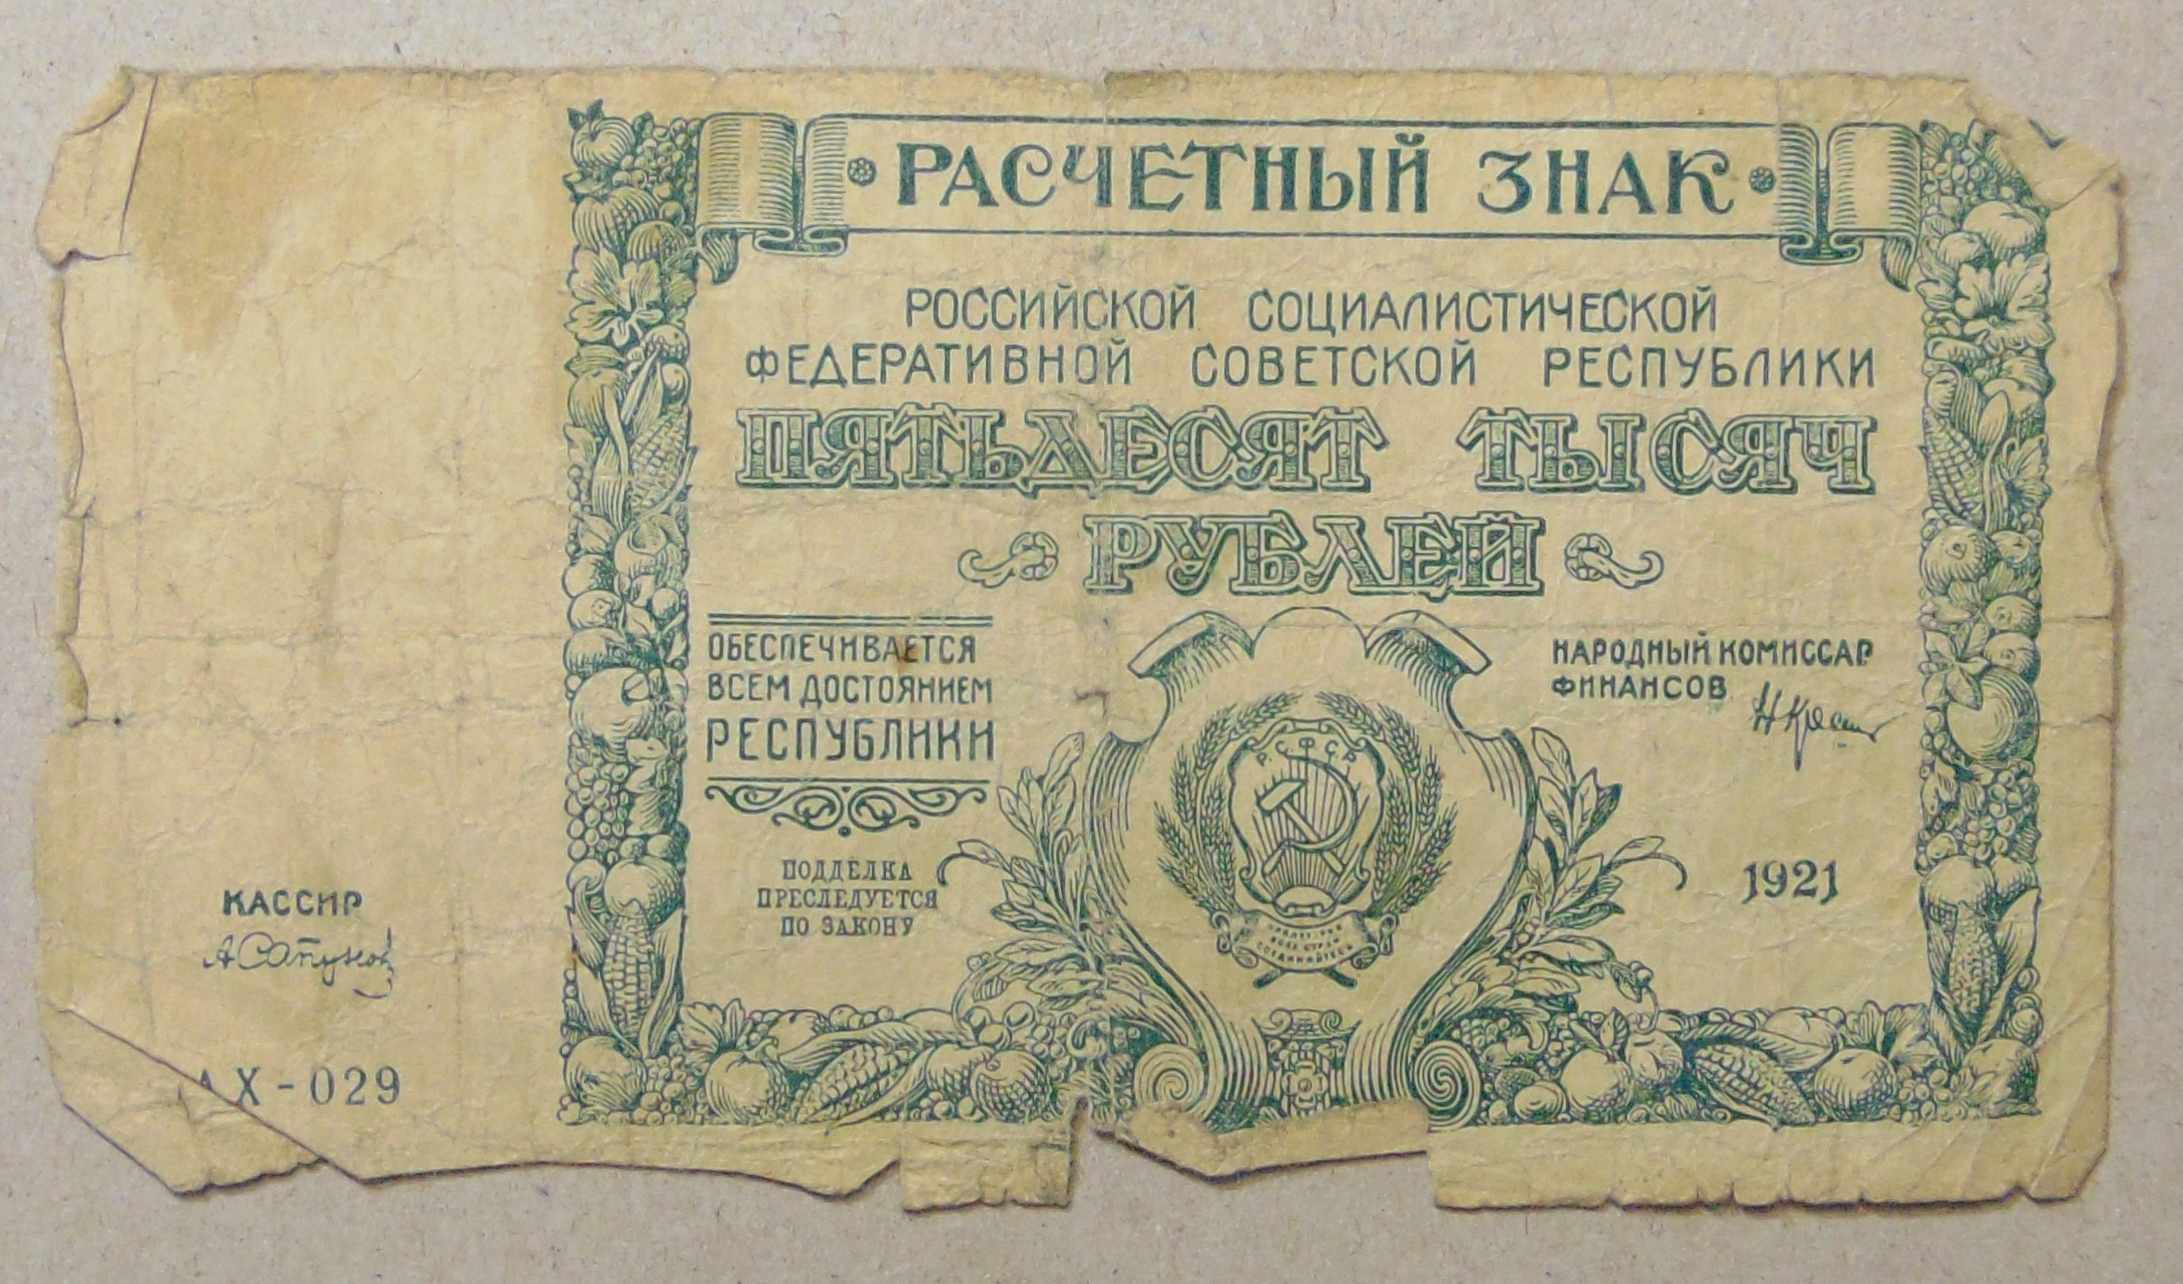 РАСЧЕТНЫЙ ЗНАК
РОССИЙСКОЙ СОЦИАЛИСТИЧЕСКОЙ
ФЕДЕРАТИВНОЙ СОВЕТСКОЙ РЕСПУБЛИКИ
ПЯТЬДЕСЯТ ТЫСЯЧ
РУБЛЕЙ
ОБЕСПЕЧИВАЕТСЯ
ВСЕМ ДОСТОЯНИЕМ
РЕСПУБЛИКИ
ПОДДЕЛКА
ПРЕСЛЕДУЕТСЯ
ПО ЗАКОНУ
Р.С.Ф.С.Р.
НАРОДНЫЙ КОМИССАР
ФИНАНСОВ
1921
КАССИР
АХ-029